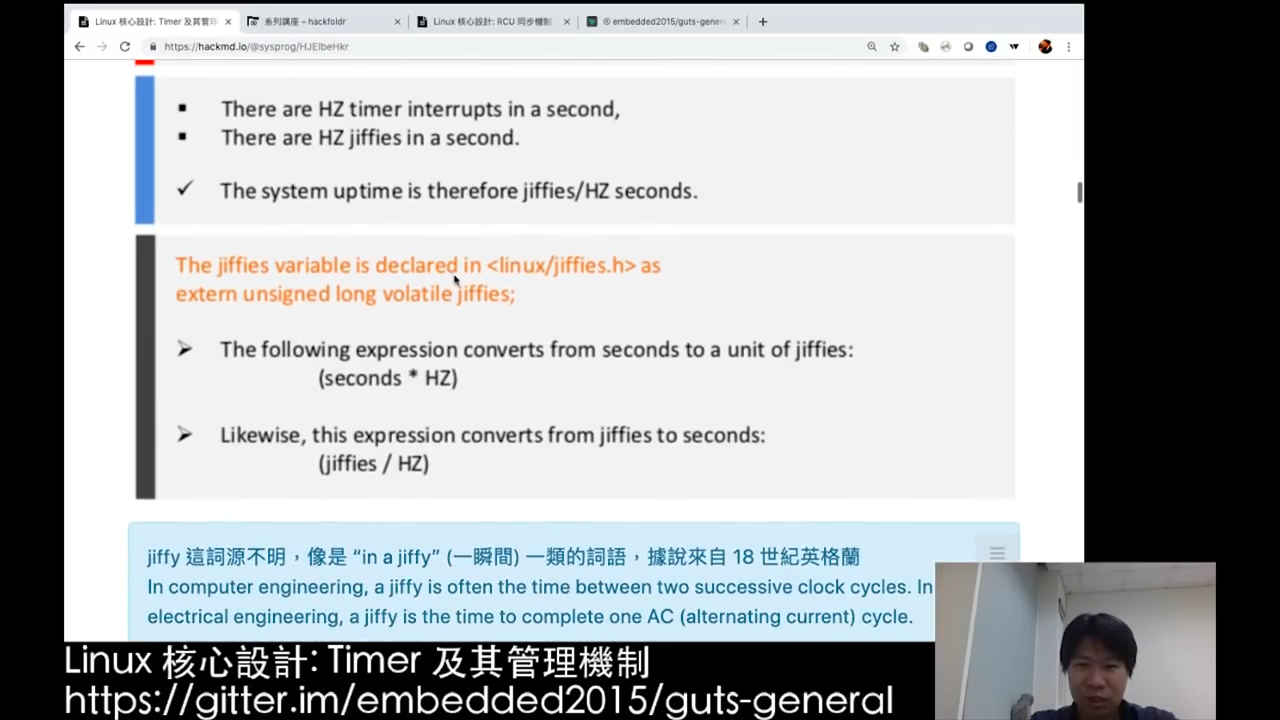 Linux 核心設計: Timer 及其管理
系列講座 – hackfoldr
Linux 核心設計: RCU 同步機制
embedded2015/guts-gener
https://hackmd.io/@sysprog/HJElbeHkr
There are HZ timer interrupts in a second,
There are HZ jiffies in a second.
The system uptime is therefore jiffies/HZ seconds.
The jiffies variable is declared in <linux/jiffies.h> as
extern unsigned long volatile jiffies;
The following expression converts from seconds to a unit of jiffies:
(seconds * HZ)
Likewise, this expression converts from jiffies to seconds:
(jiffies / HZ)
jiffy 這詞源不明，像是 “in a jiffy” (一瞬間) 一類的詞語，據說來自 18 世紀英格蘭
In computer engineering, a jiffy is often the time between two successive clock cycles. In
electrical engineering, a jiffy is the time to complete one AC (alternating current) cycle.
Linux 核心設計: Timer 及其管理機制
https://gitter.im/embedded2015/guts-general